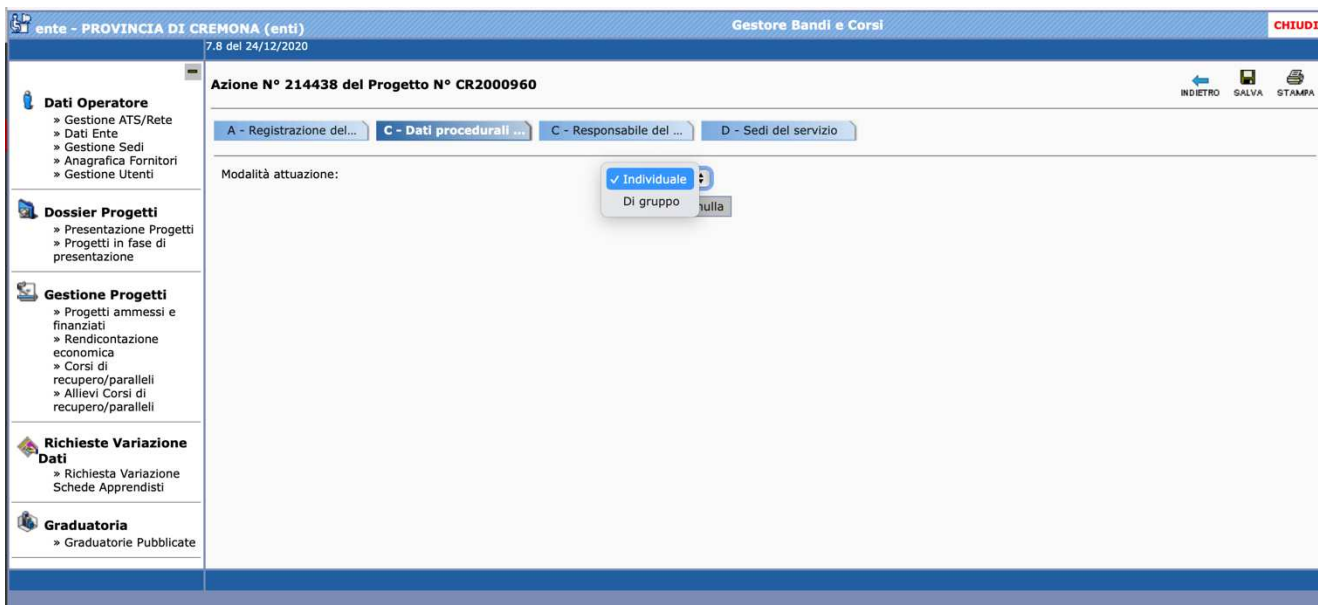 ente - PROVINCIA DI CREMONA (enti)
Gestore Bandi e Corsi
CHIUDI
7.8 del 24/12/2020
Dati Operatore
» Gestione ATS/Rete
» Dati Ente
» Gestione Sedi
» Anagrafica Fornitori
» Gestione Utenti
Dossier Progetti
» Presentazione Progetti
» Progetti in fase di
presentazione
Gestione Progetti
» Progetti ammessi e
finanziati
» Rendicontazione
economica
» Corsi di
recupero/paralleli
» Allievi Corsi di
recupero/paralleli
Richieste Variazione
Dati
» Richiesta Variazione
Schede Apprendisti
Graduatoria
» Graduatorie Pubblicate
Azione N° 214438 del Progetto N° CR2000960
INDIETRO SALVA STAMPA
A - Registrazione del... C - Dati procedurali ... C - Responsabile del ... D - Sedi del servizio
Modalità attuazione:
✓ Individuale
Di gruppo
nulla